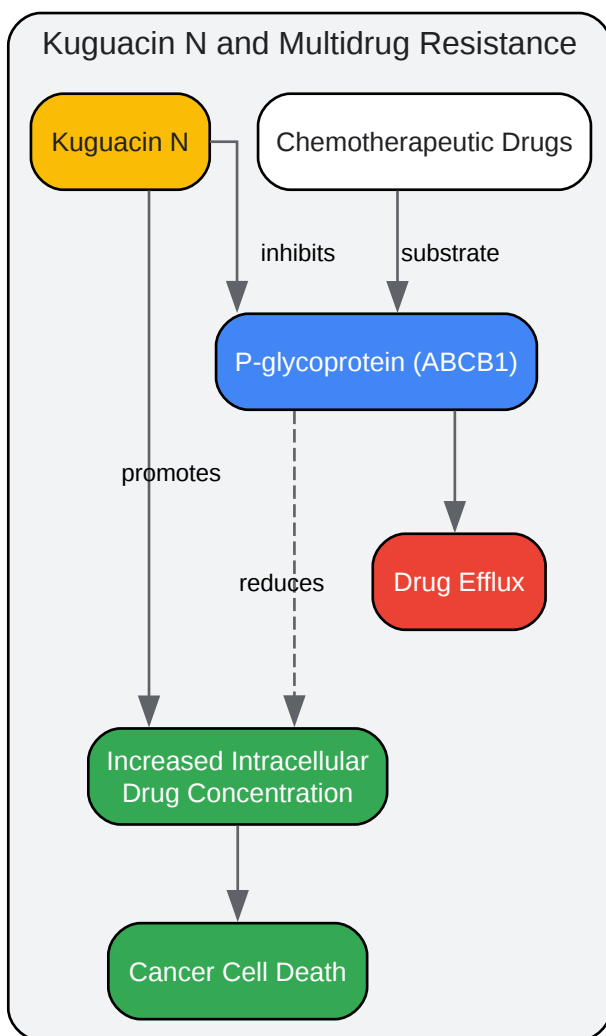 Kuguacin N and Multidrug Resistance
Kuguacin N
Chemotherapeutic Drugs
inhibits
substrate
P-glycoprotein (ABCB1)
promotes
Drug Efflux
reduces
Increased Intracellular
Drug Concentration
Cancer Cell Death